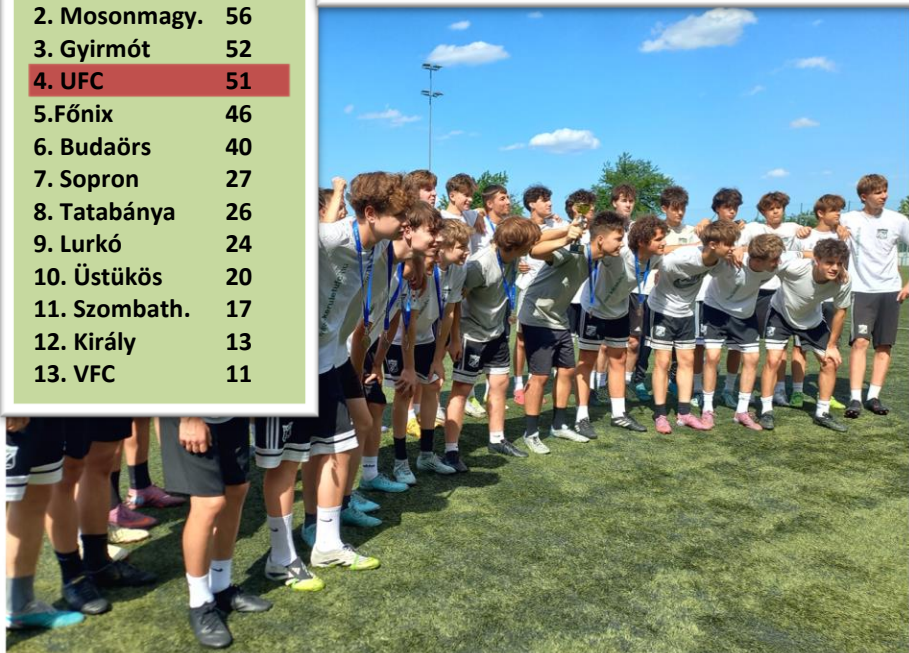 2. Mosonmagy. 56
3. Gyirmót 52
4. UFC 51
5.Főnix 46
6. Budaörs 40
7. Sopron 27
8. Tatabánya 26
9. Lurkó 24
10. Üstükös 20
11. Szombath. 17
12. Király 13
13. VFC 11